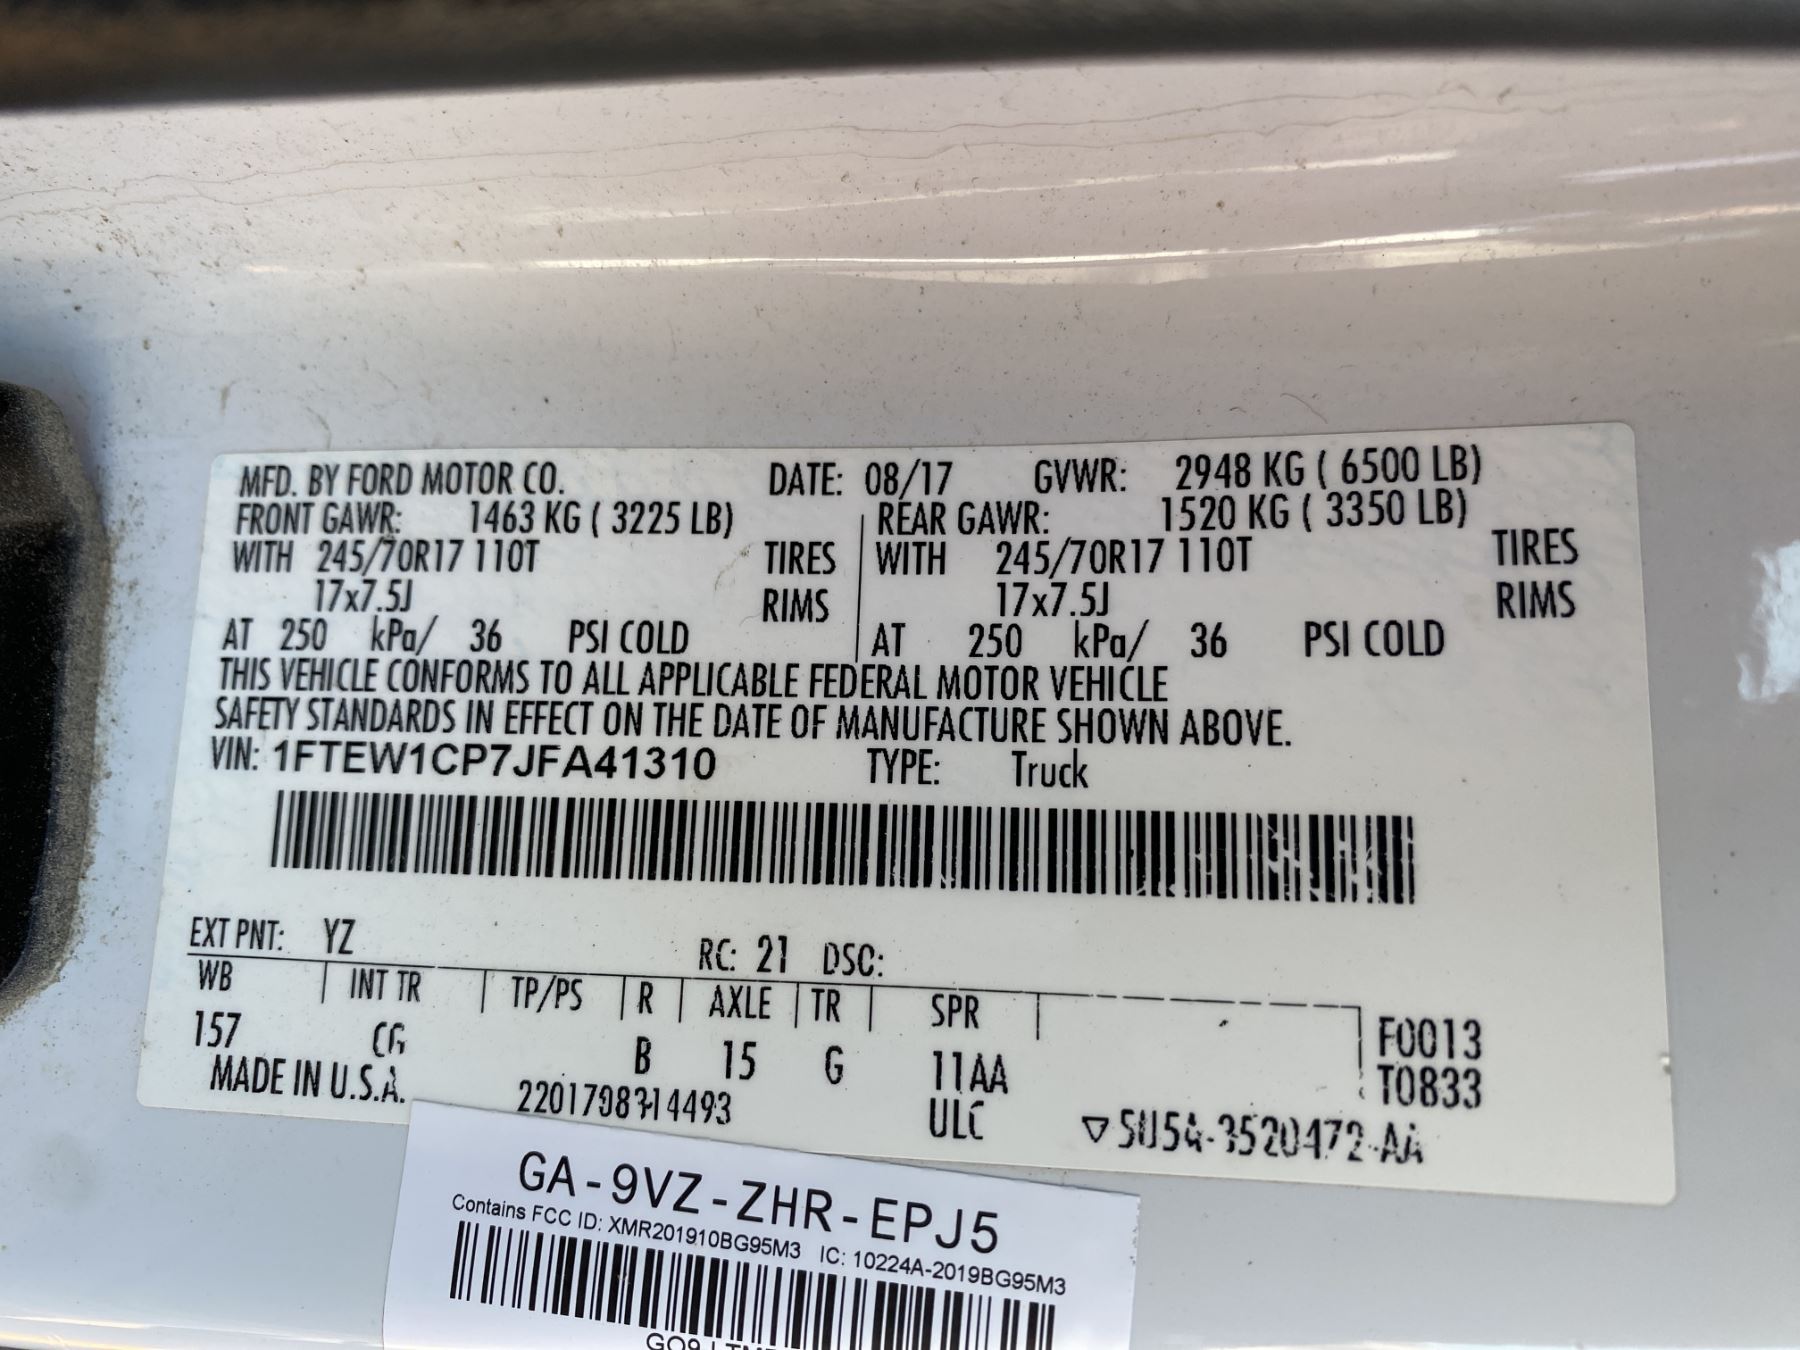 MFD. BY FORD MOTOR CO. DATE: 08/17 GVWR: 2948 KG ( 6500 LB)
FRONT GAWR: 1463 KG ( 3225 LB) REAR GAWR: 1520 KG ( 3350 LB)
WITH 245/70R17 110T TIRES WITH 245/70R17 110T TIRES
17x7.5J RIMS 17x7.5J RIMS
AT 250 kPa/ 36 PSI COLD AT 250 kPa/ 36 PSI COLD
THIS VEHICLE CONFORMS TO ALL APPLICABLE FEDERAL MOTOR VEHICLE
SAFETY STANDARDS IN EFFECT ON THE DATE OF MANUFACTURE SHOWN ABOVE.
VIN: 1FTEW1CP7JFA41310 TYPE: Truck
EXT PNT: YZ RC: 21 DSO:
WB INT TR TP/PS R AXLE TR SPR
157 CG B 15 G 11AA F0013
T0833
MADE IN U.S.A. ULC
GA-9VZ-ZHR-EPJ5
Contains FCC ID: XMR201910BG95M3 IC: 10224A-2019BG95M3